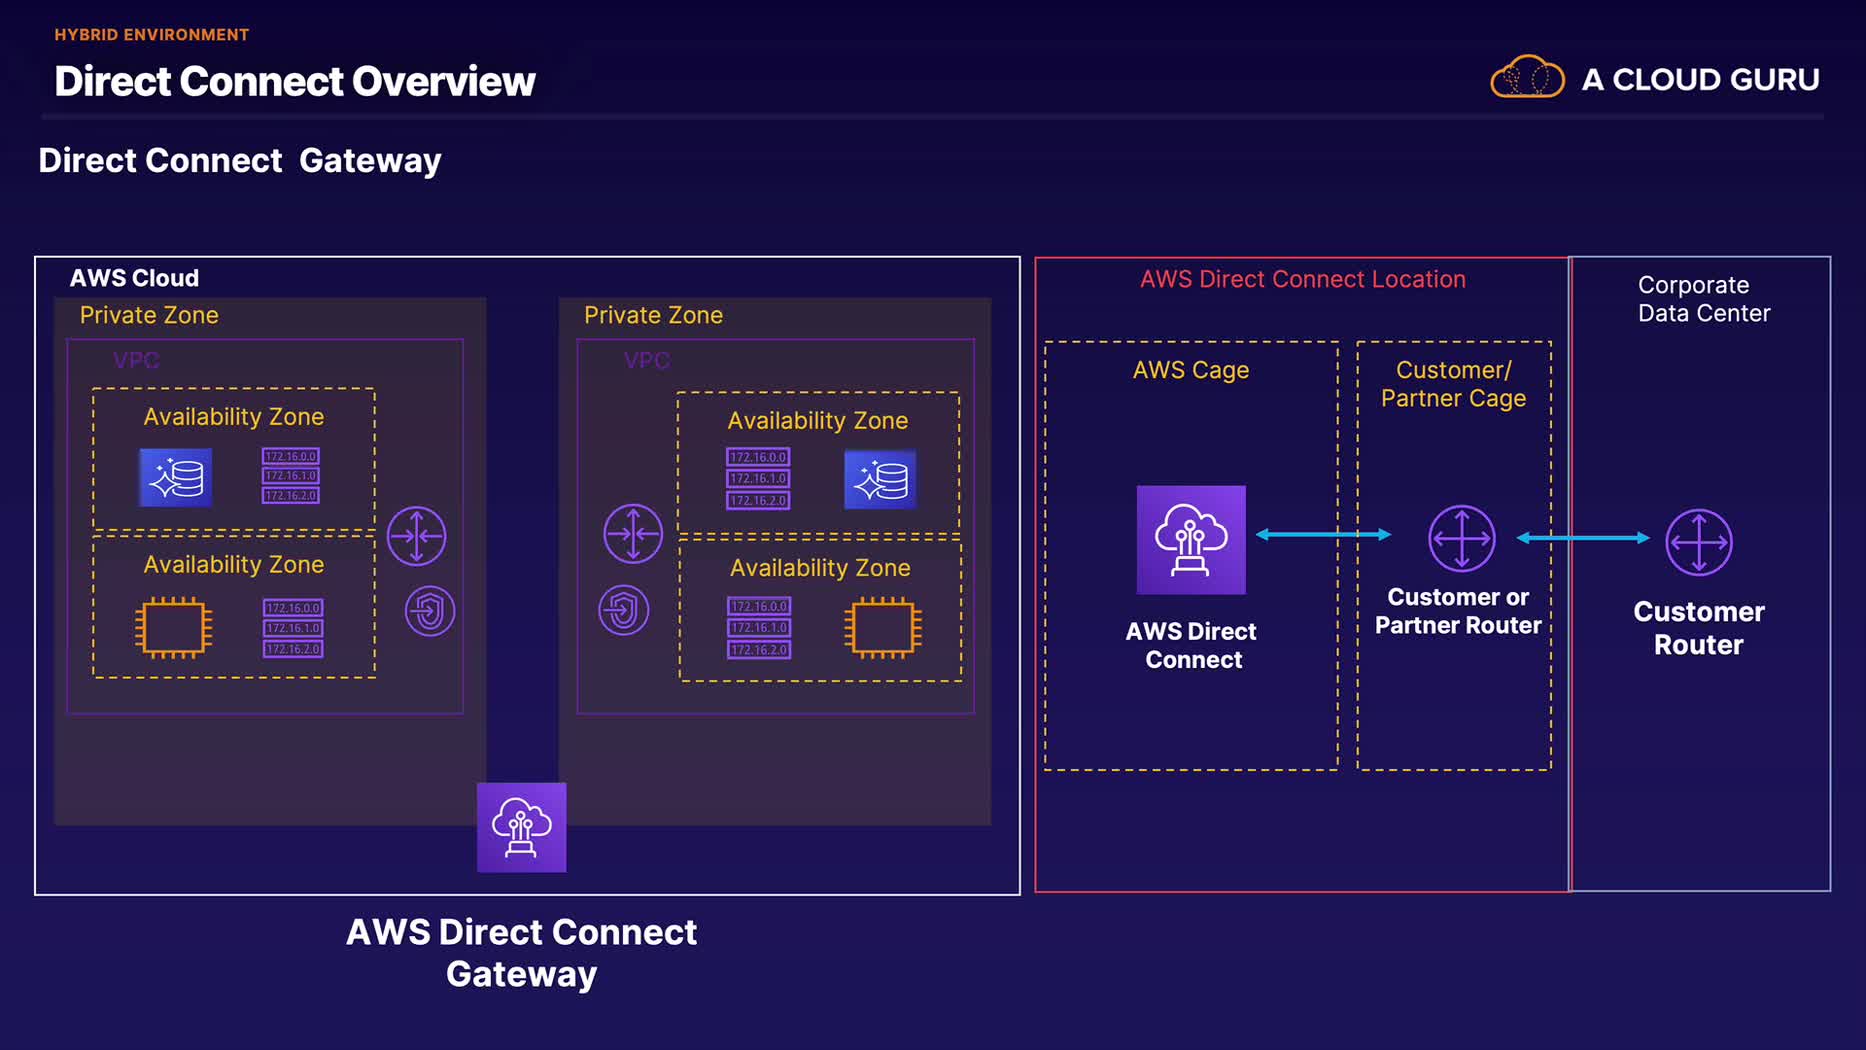 HYBRID ENVIRONMENT
Direct Connect Overview
A CLOUD GURU
Direct Connect Gateway
AWS Cloud
Private Zone
VPC
Availability Zone
172.16.0.0
172.16.1.0
172.16.2.0
Availability Zone
172.16.0.0
172.16.1.0
172.16.2.0
Private Zone
VPC
Availability Zone
172.16.0.0
172.16.1.0
172.16.2.0
Availability Zone
172.16.0.0
172.16.1.0
172.16.2.0
AWS Direct Connect
Gateway
AWS Direct Connect Location
AWS Cage
AWS Direct
Connect
Customer/
Partner Cage
Customer or
Partner Router
Corporate
Data Center
Customer
Router